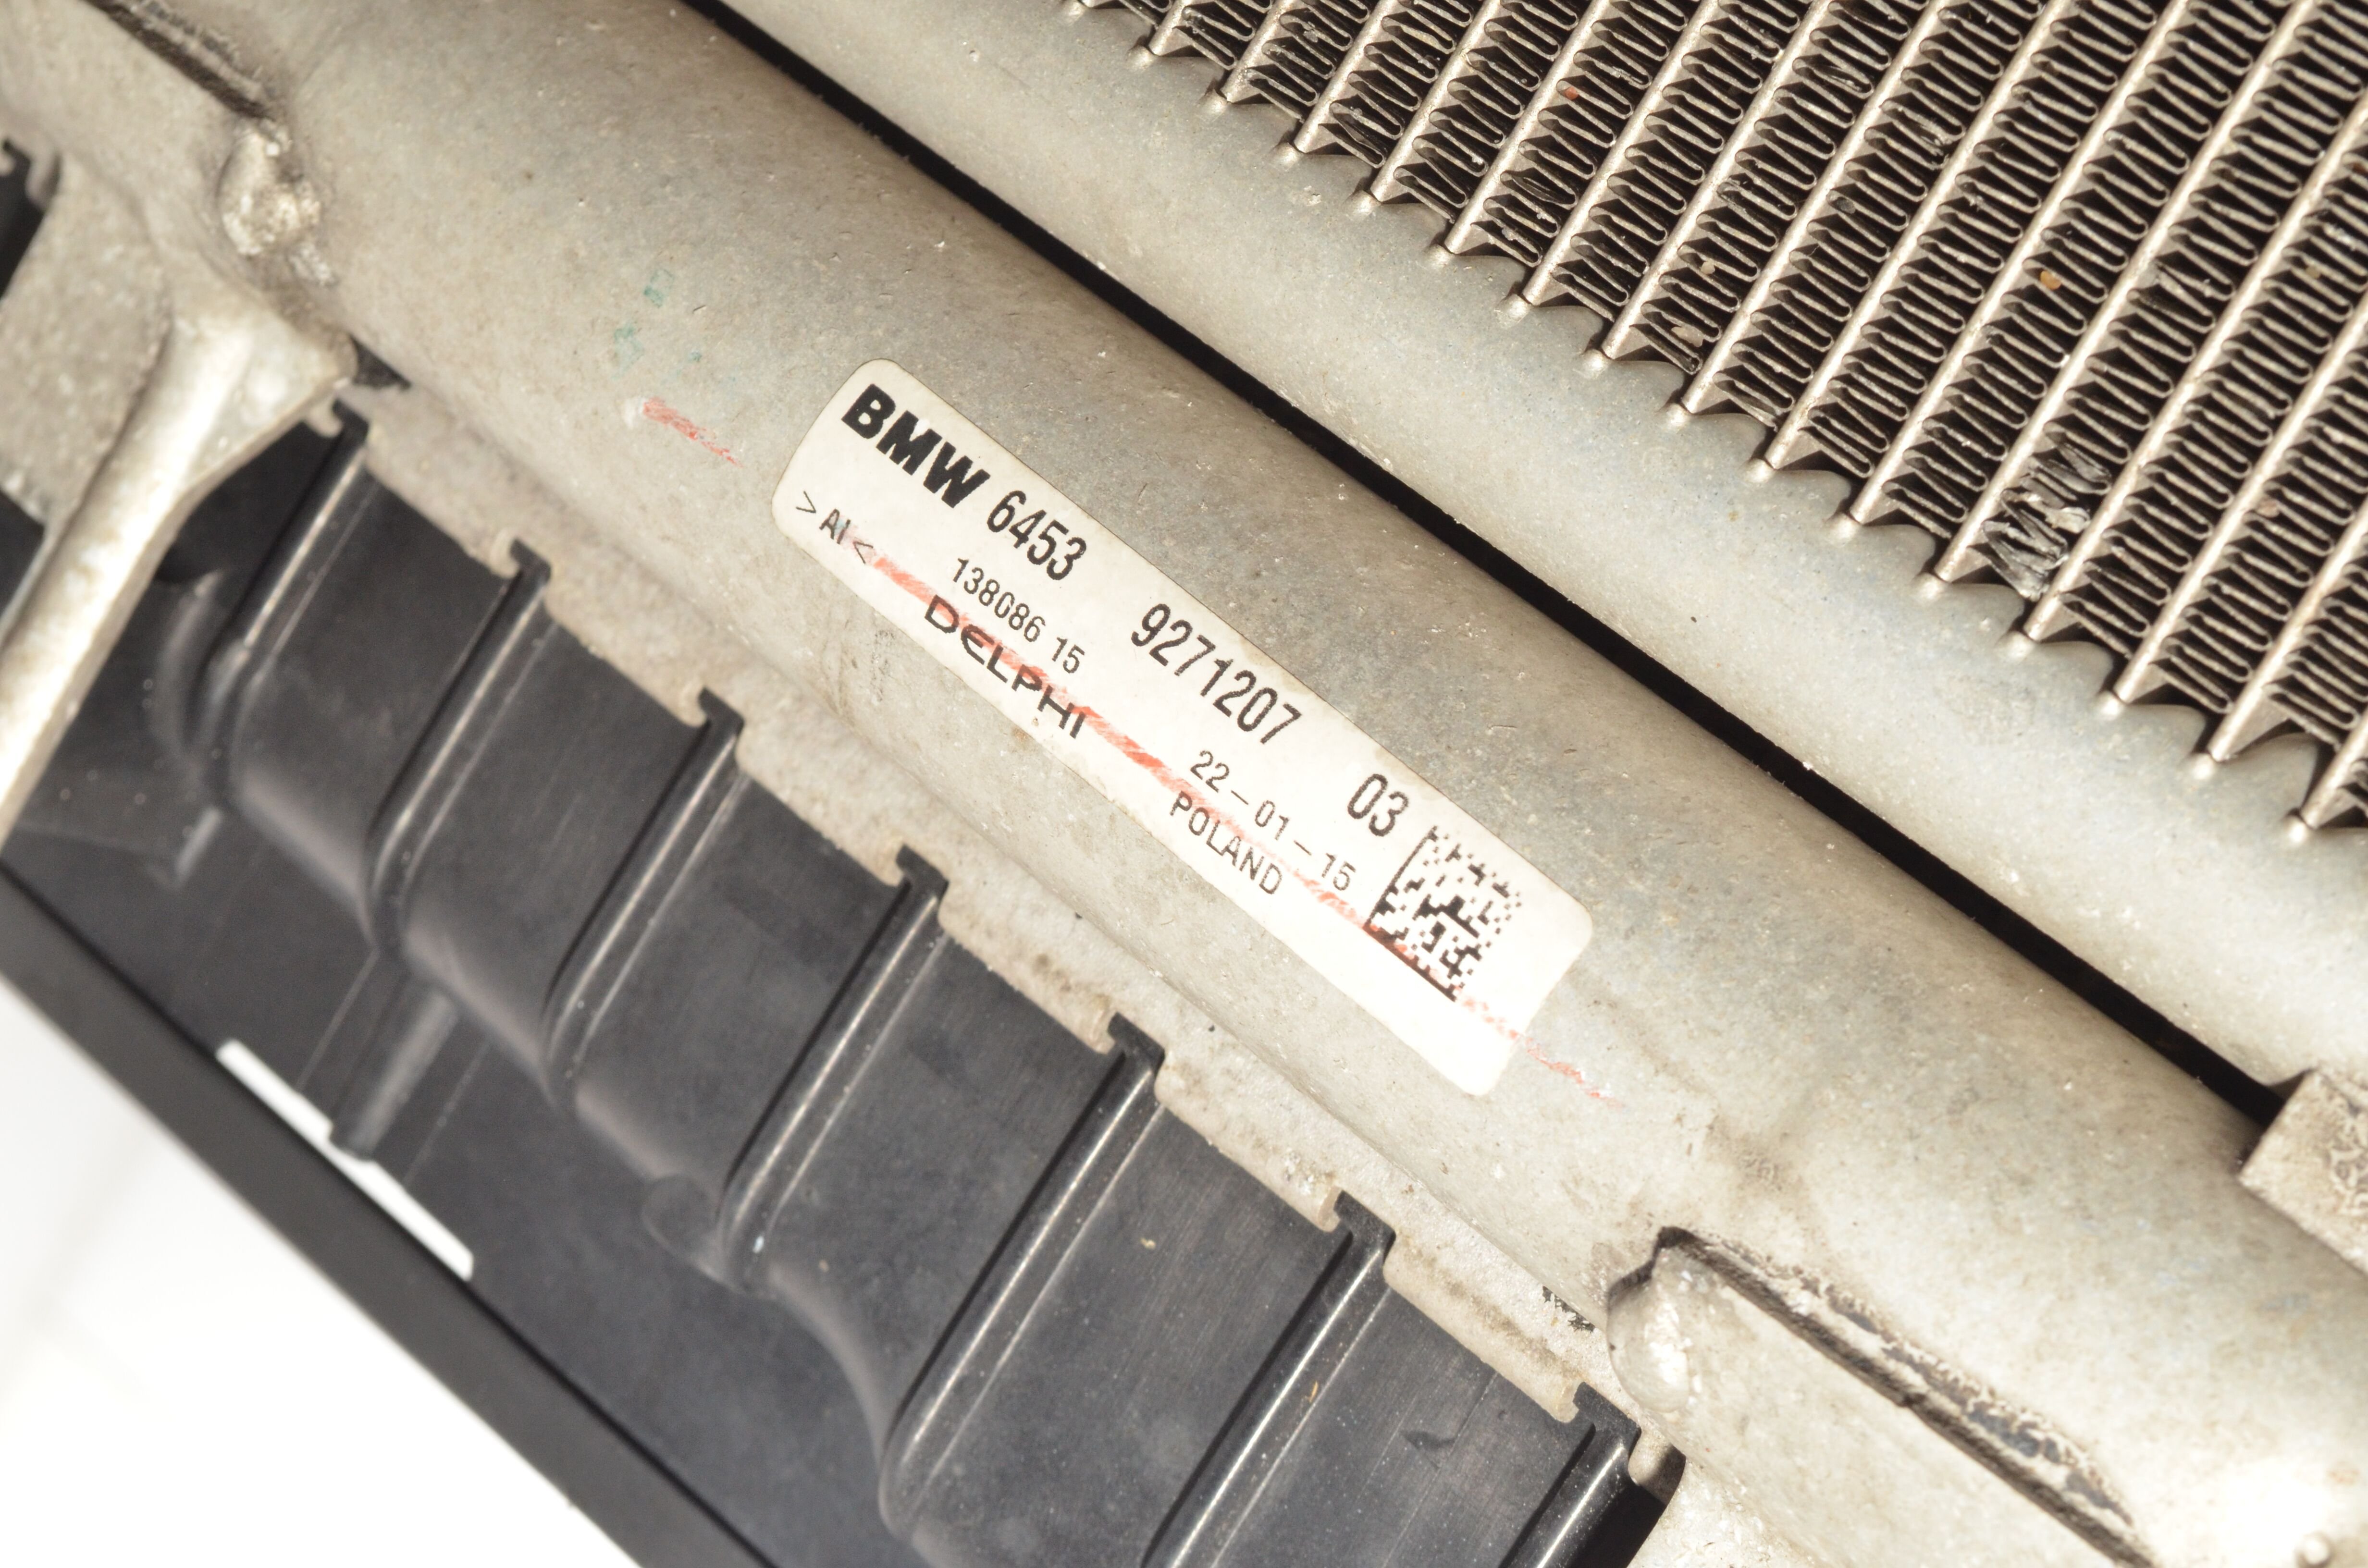 BMW 6453 9271207 03
>Al< 138086 15 22-01-15
DELPHI POLAND